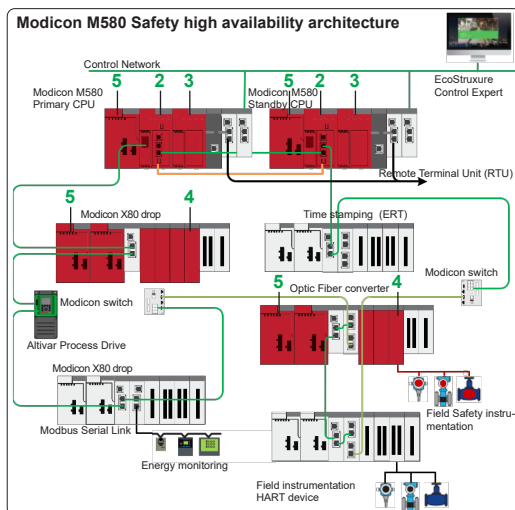 Modicon M580 Safety high availability architecture
Control Network
EcoStruxure
Control Expert
Modicon M580
Primary CPU
5
2
3
Modicon M580
Standby CPU
5
2
3
Remote Terminal Unit (RTU)
5
Modicon X80 drop
4
Time stamping (ERT)
Modicon switch
Modicon switch
5
Optic Fiber converter
4
Altivar Process Drive
Modicon X80 drop
Modbus Serial Link
Field Safety instru-
mentation
Energy monitoring
Field instrumentation
HART device